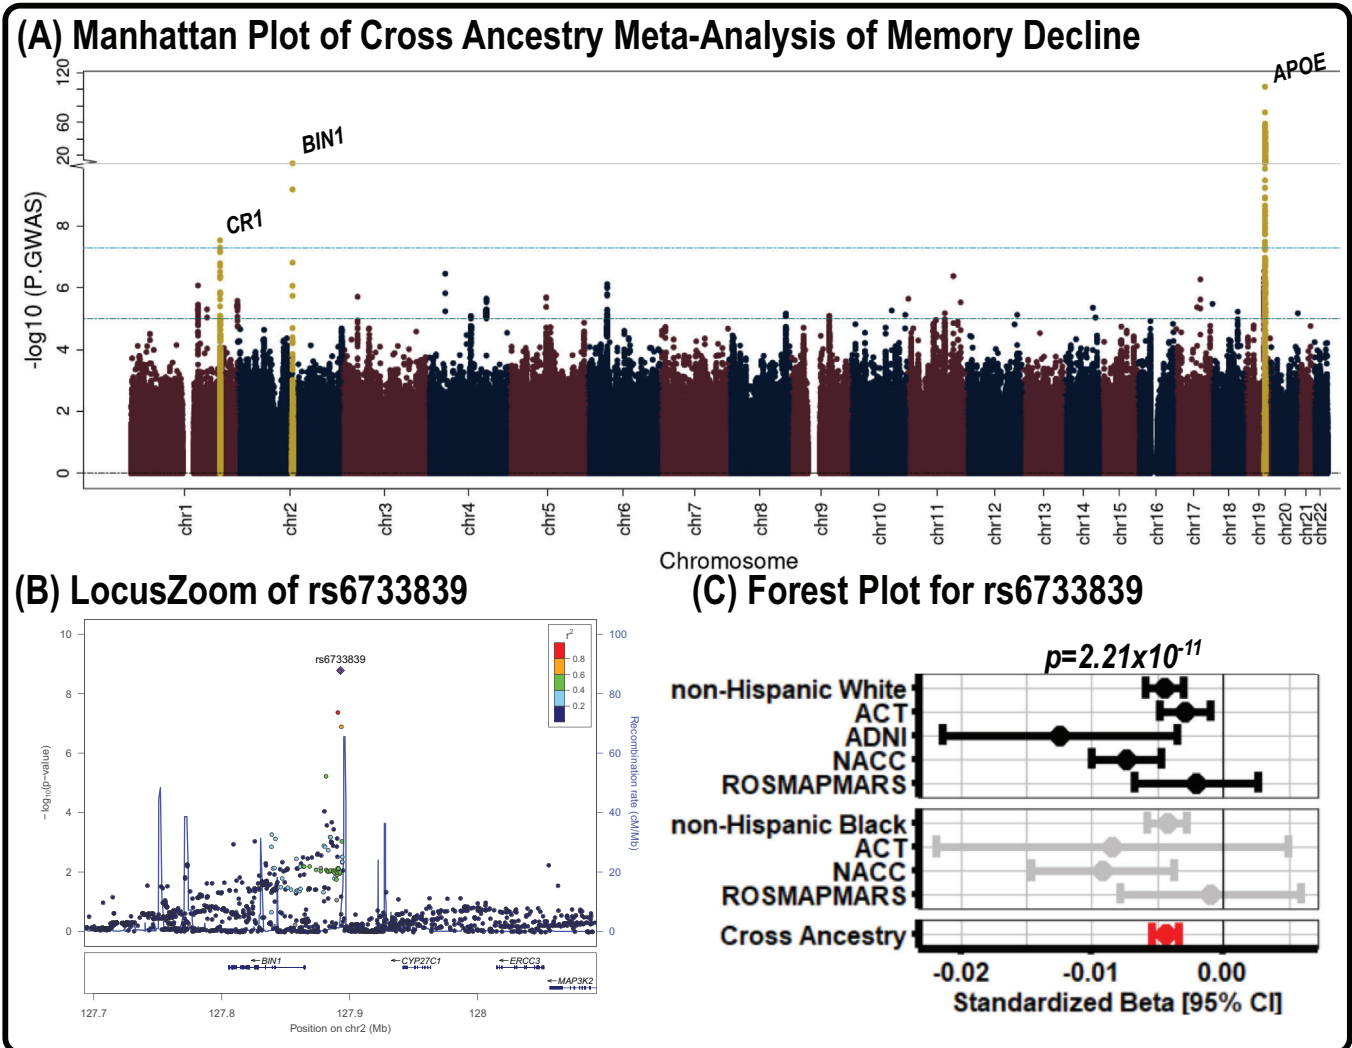 (A) Manhattan Plot of Cross Ancestry Meta-Analysis of Memory Decline
120
60
20
8
6
4
2
0
-log10 (P.GWAS)
CR1
BIN1
APOE
chr1 chr2 chr3 chr4 chr5 chr6 chr7 chr8 chr9 chr10 chr11 chr12 chr13 chr14 chr15 chr16 chr17 chr18 chr19 chr20 chr21 chr22
Chromosome
(B) LocusZoom of rs6733839
10
8
6
4
2
0
−log10(p−value)
rs6733839
r2
0.8
0.6
0.4
0.2
100
80
60
40
20
0
Recombination rate (cM/Mb)
←BIN1
←CYP27C1
←ERCC3
←MAP3K2
127.7 127.8 127.9 128
Position on chr2 (Mb)
(C) Forest Plot for rs6733839
p=2.21x10-11
non-Hispanic White
ACT
ADNI
NACC
ROSMAPMARS
non-Hispanic Black
ACT
NACC
ROSMAPMARS
Cross Ancestry
-0.02 -0.01 0.00
Standardized Beta [95% CI]